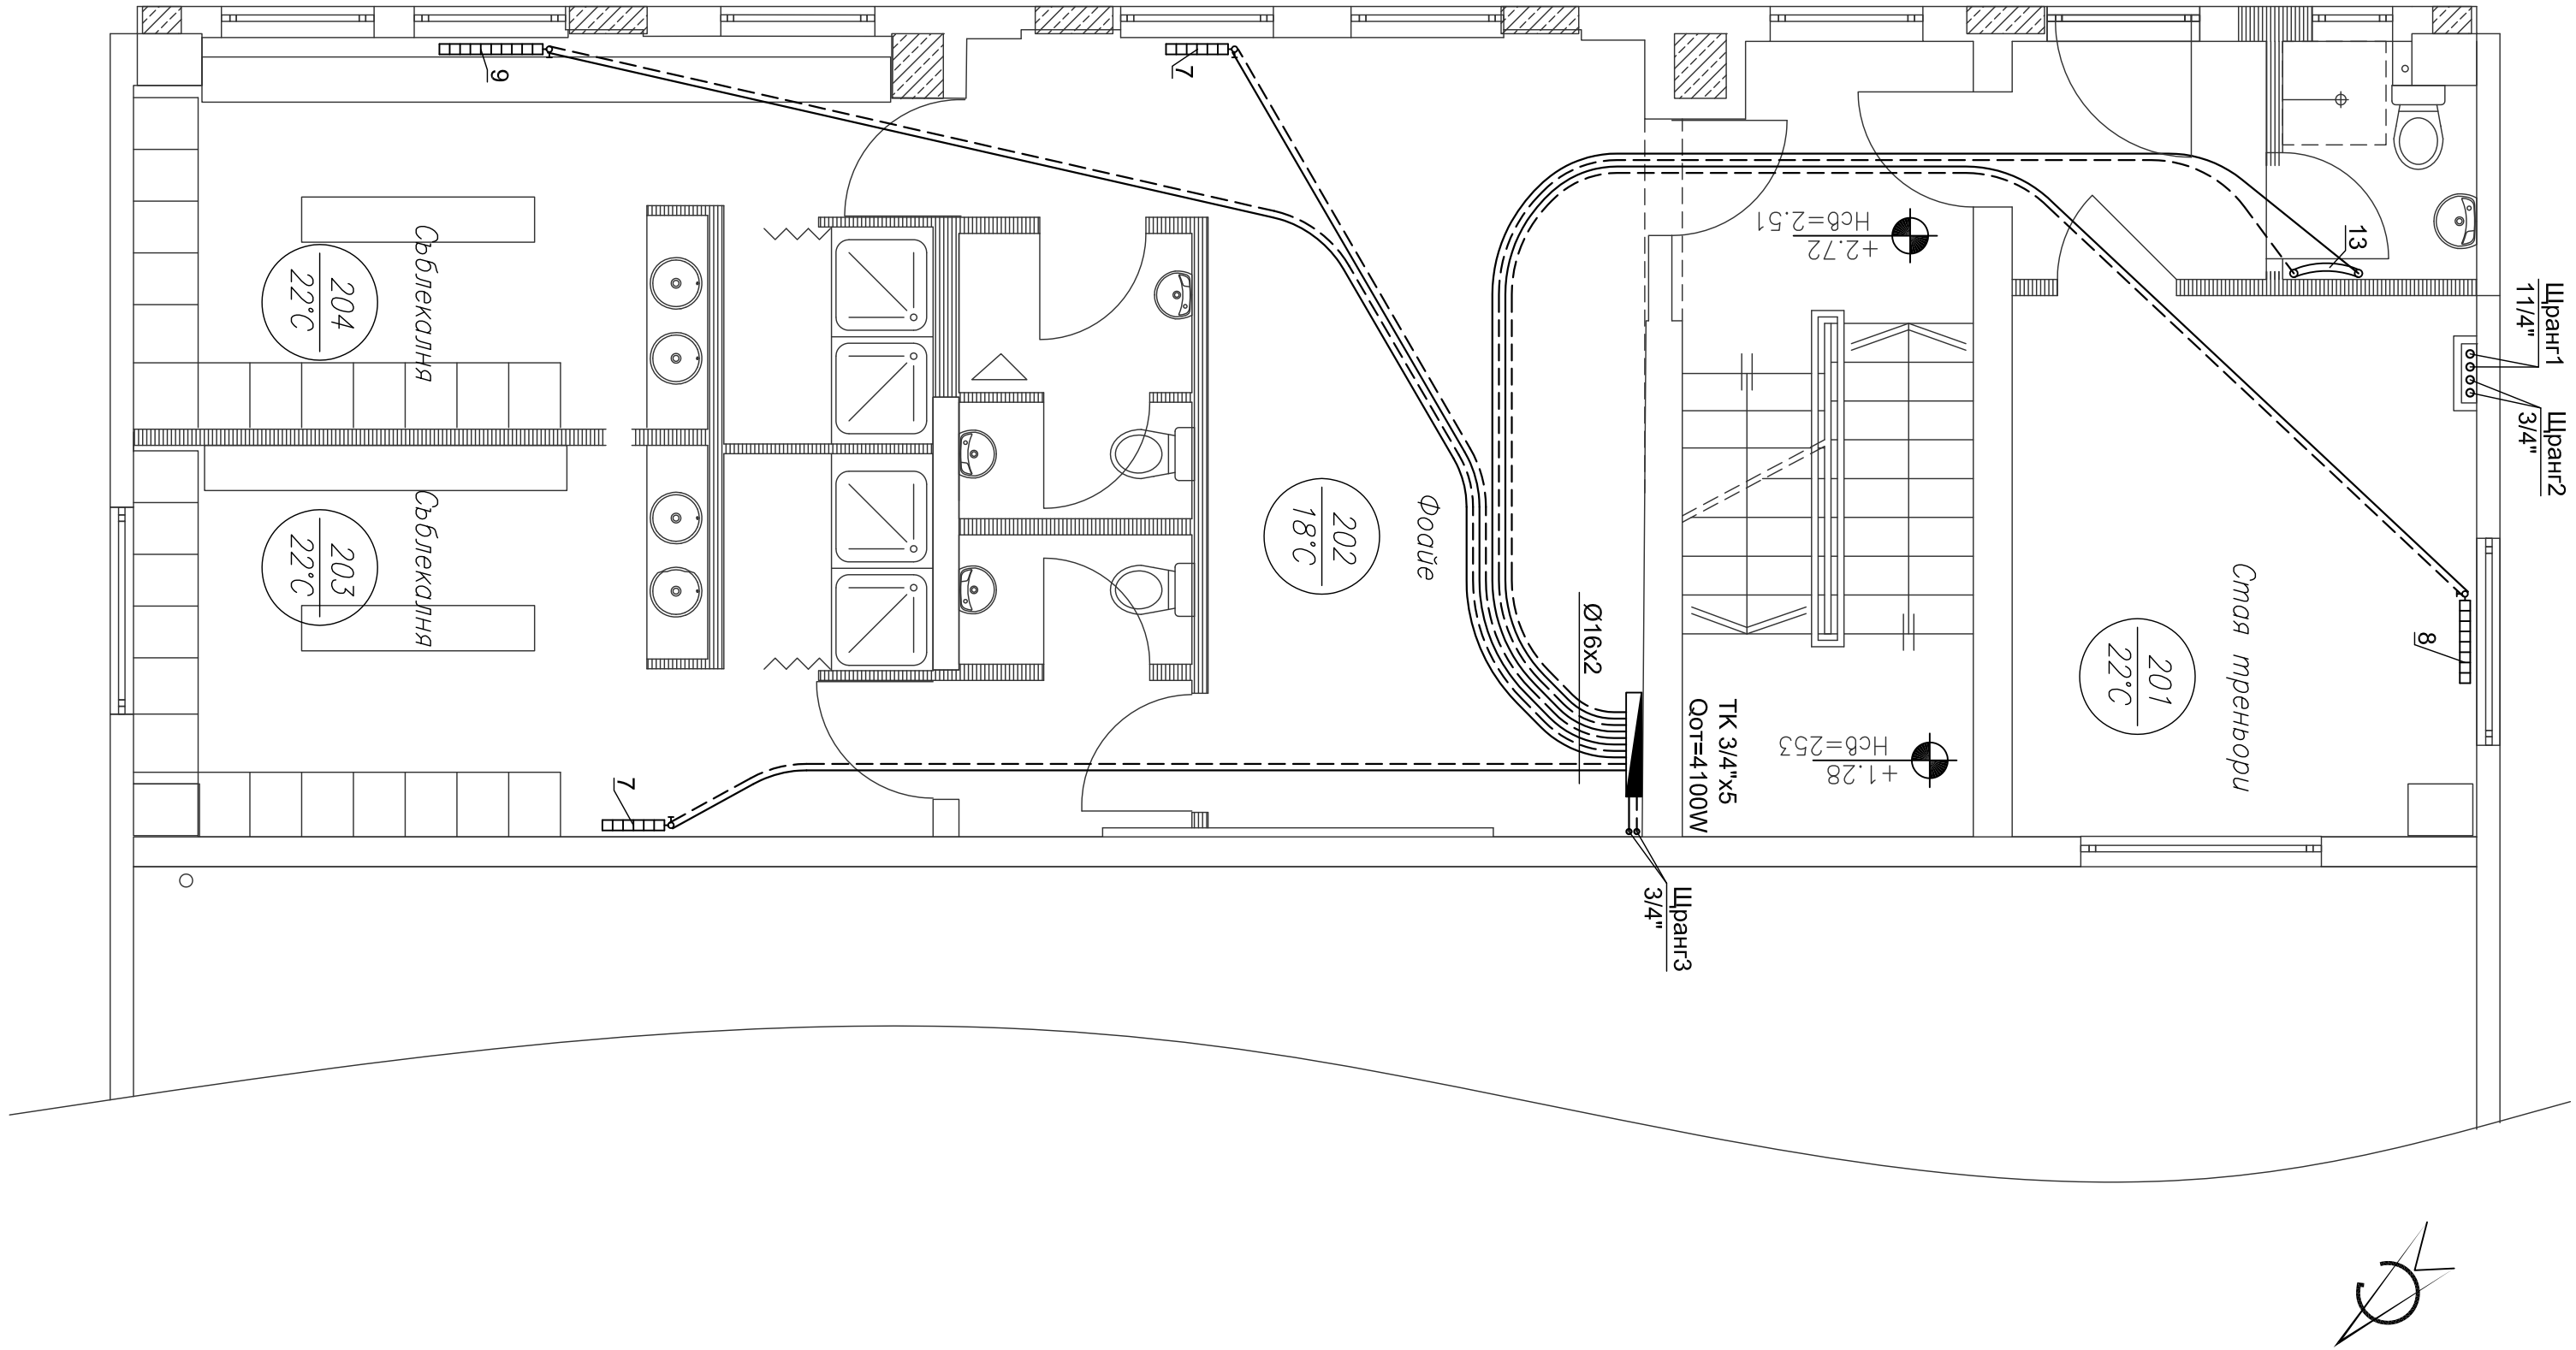 9
7
13
Щранг1
11/4"
Щранг2
3/4"
+2.72
Нсв=2.51
204
22°C
Съблекалня
203
22°C
Съблекалня
202
18°C
Фоайе
Ø16x2
ТК 3/4"x5
Qот=4100W
+1.28
Нсв=253
Стая треньори
201
22°C
8
7
Щранг3
3/4"